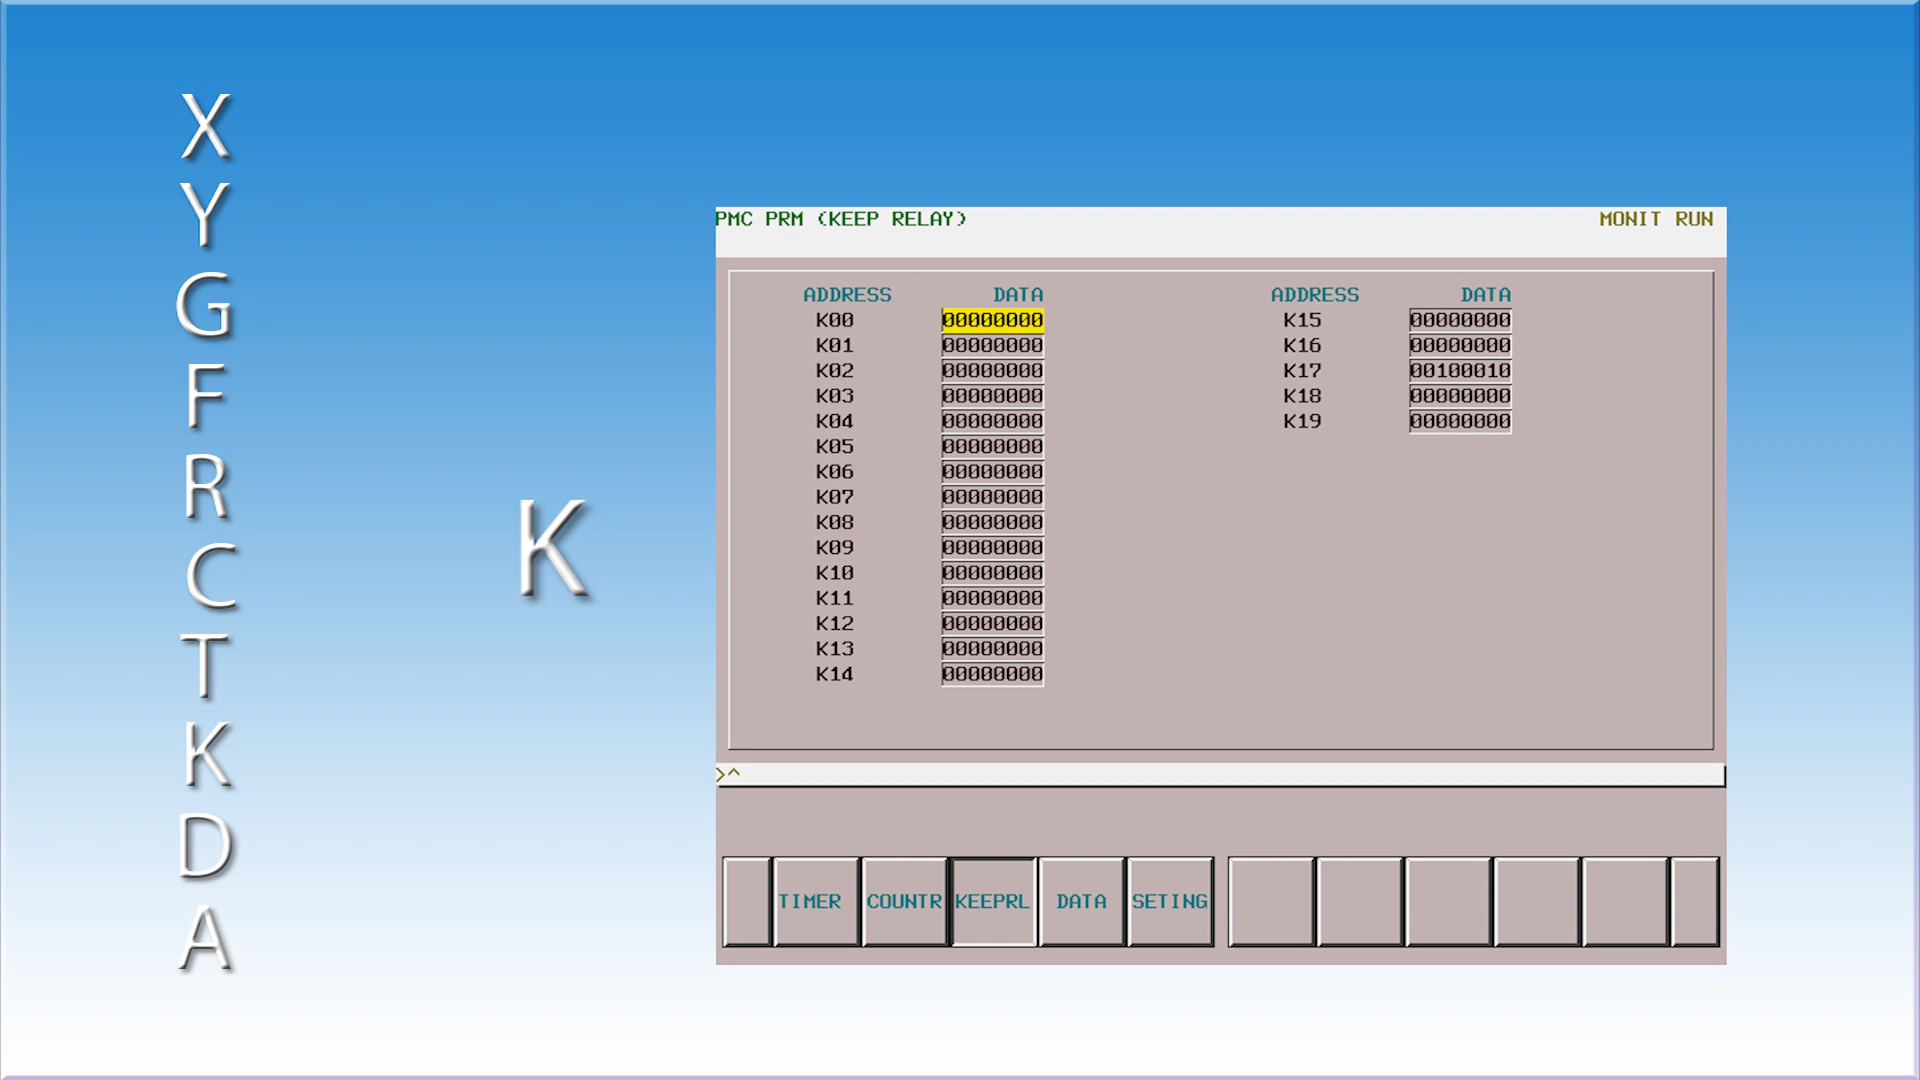 X
Y
G
F
R
C
T
K
D
A
K
PMC PRM (KEEP RELAY) MONIT RUN
ADDRESS DATA ADDRESS DATA
K00 00000000 K15 00000000
K01 00000000 K16 00000000
K02 00000000 K17 00100010
K03 00000000 K18 00000000
K04 00000000 K19 00000000
K05 00000000
K06 00000000
K07 00000000
K08 00000000
K09 00000000
K10 00000000
K11 00000000
K12 00000000
K13 00000000
K14 00000000
>^
TIMER COUNTR KEEPRL DATA SETING